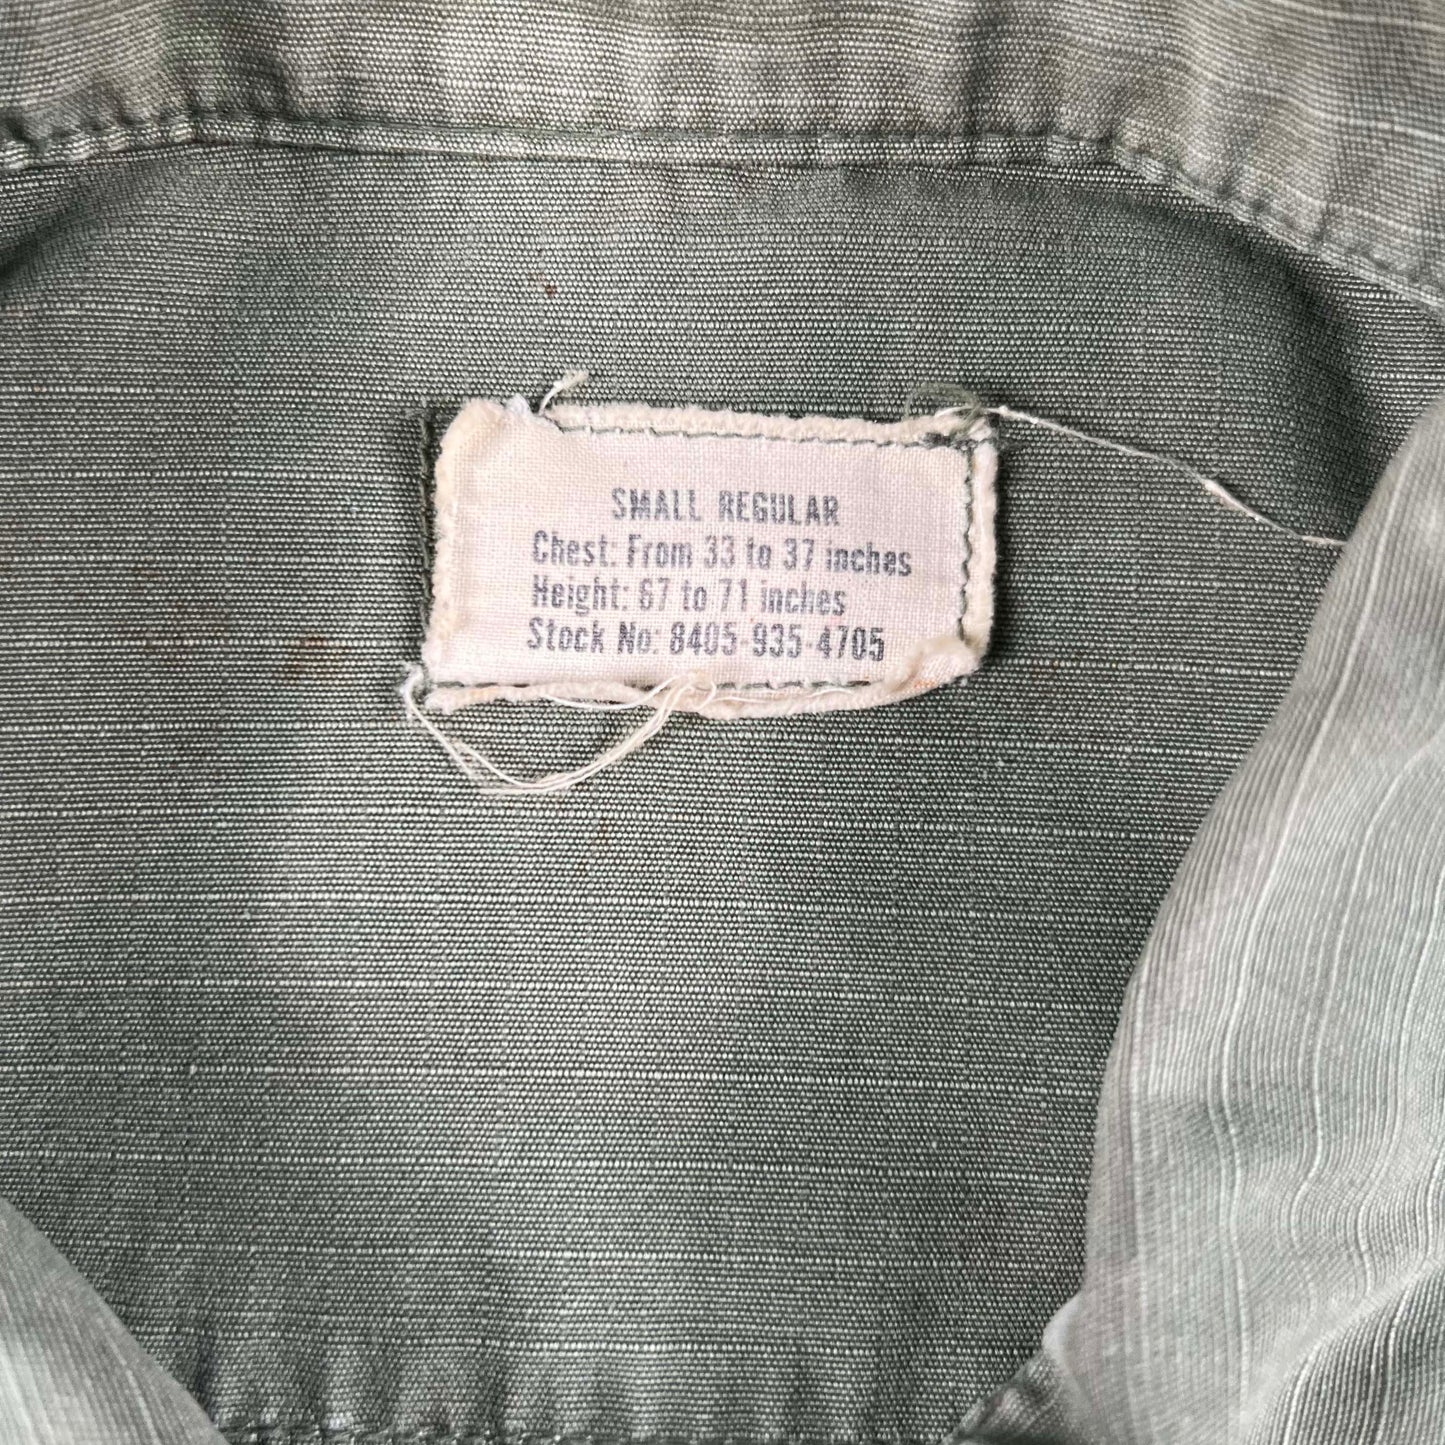 SMALL REGULAR
Chest: From 33 to 37 inches
Height: 67 to 71 inches
Stock No: 8405-935-4705